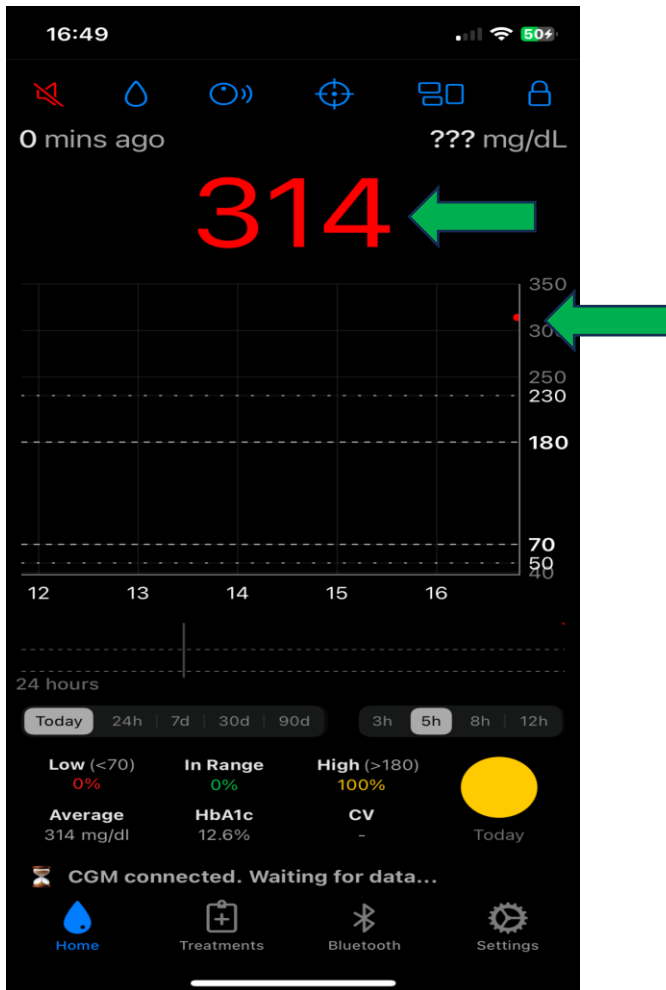 16:49
50
0 mins ago
??? mg/dL
314
350
300
250
230
180
70
50
40
12 13 14 15 16
24 hours
Today 24h 7d 30d 90d 3h 5h 8h 12h
Low (<70) In Range High (>180)
0% 0% 100%
Average HbA1c CV
314 mg/dl 12.6% - Today
CGM connected. Waiting for data...
Home Treatments Bluetooth Settings